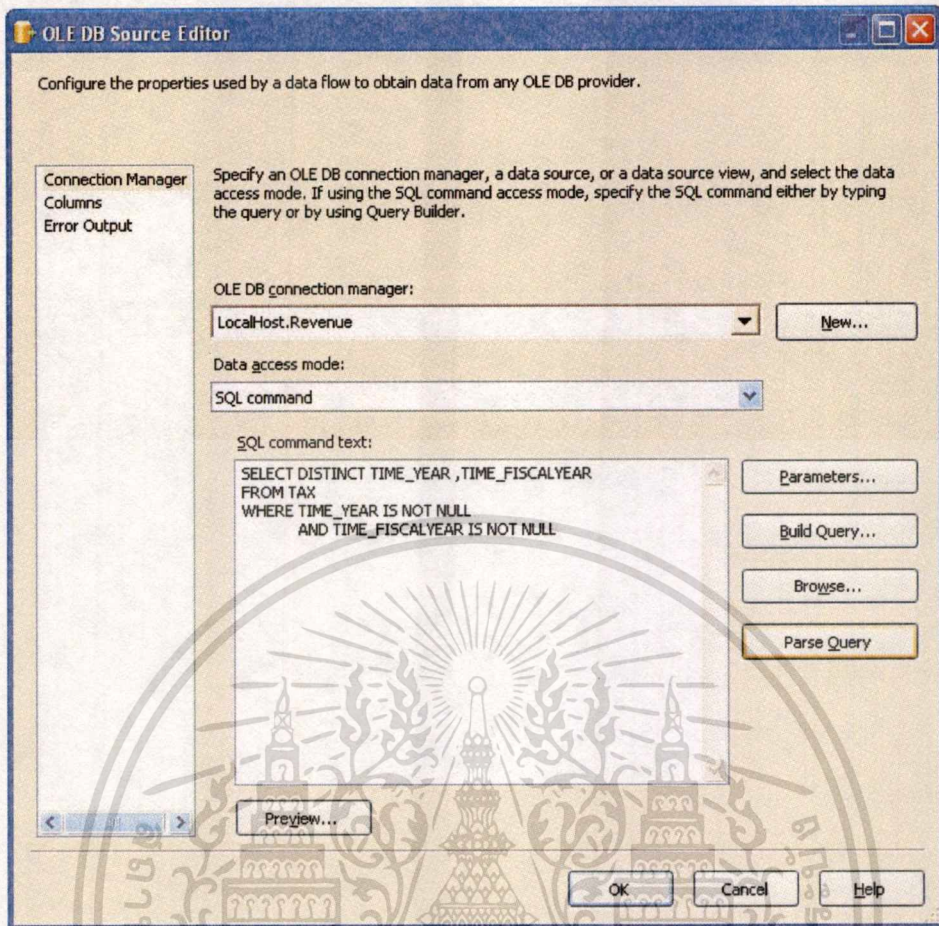 OLE DB Source Editor
Configure the properties used by a data flow to obtain data from any OLE DB provider.
Connection Manager
Columns
Error Output
Specify an OLE DB connection manager, a data source, or a data source view, and select the data
access mode. If using the SQL command access mode, specify the SQL command either by typing
the query or by using Query Builder.
OLE DB connection manager:
LocalHost.Revenue
New...
Data access mode:
SQL command
SQL command text:
SELECT DISTINCT TIME_YEAR ,TIME_FISCALYEAR
FROM TAX
WHERE TIME_YEAR IS NOT NULL
AND TIME_FISCALYEAR IS NOT NULL
Parameters...
Build Query...
Browse...
Parse Query
Preview...
OK
Cancel
Help